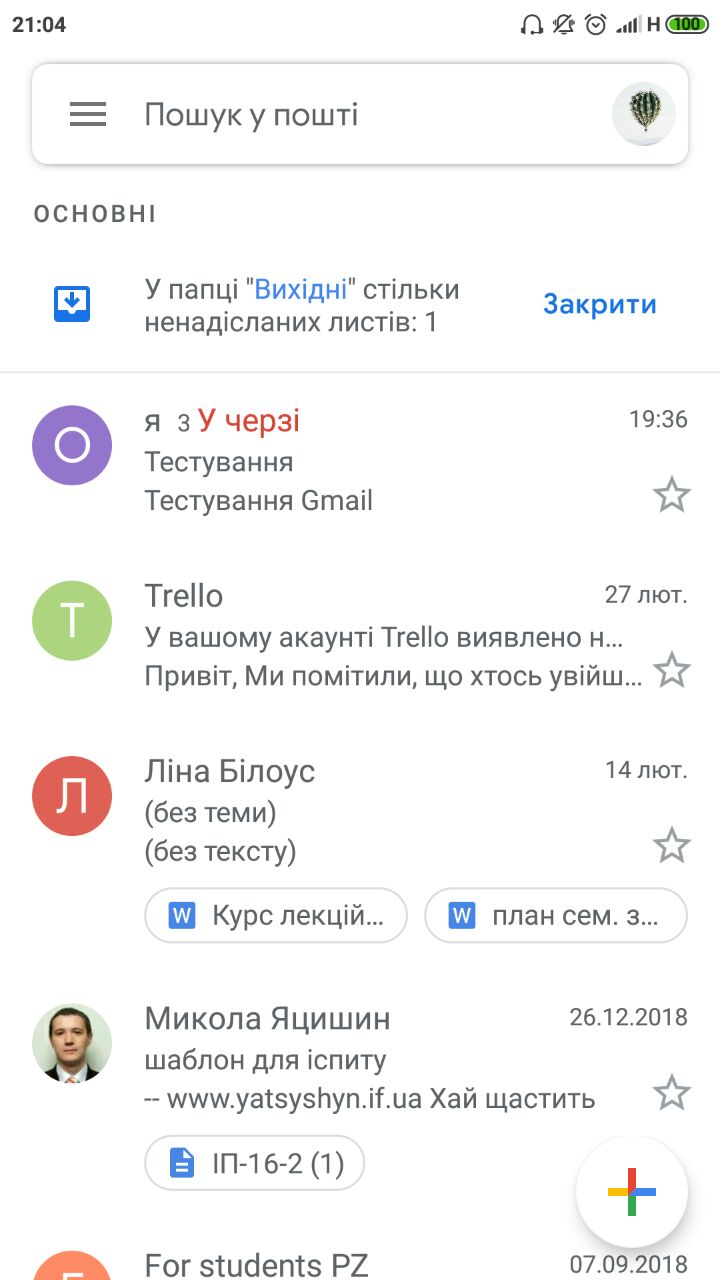 21:04
H 100
Пошук у пошті
ОСНОВНІ
У папці "Вихідні" стільки
ненадісланих листів: 1
Закрити
О
я 3 У черзі
19:36
Тестування
Тестування Gmail
T
Trello
27 лют.
У вашому акаунті Trello виявлено н...
Привіт, Ми помітили, що хтось увійш...
Л
Ліна Білоус
14 лют.
(без теми)
(без тексту)
W Курс лекцій...
W план сем. з...
Микола Яцишин
26.12.2018
шаблон для іспиту
-- www.yatsyshyn.if.ua Хай щастить
ІП-16-2 (1)
For students PZ
07.09.2018